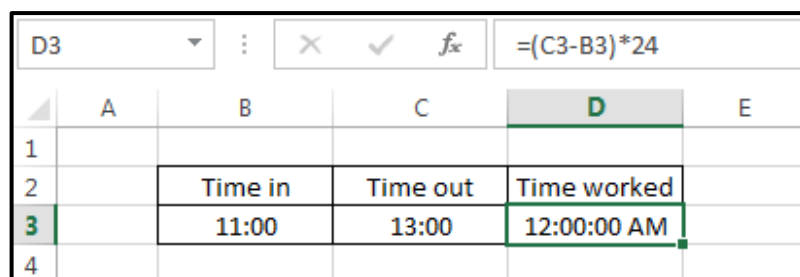 D3 fx =(C3-B3)*24
A B C D E
1
2 Time in Time out Time worked
3 11:00 13:00 12:00:00 AM
4